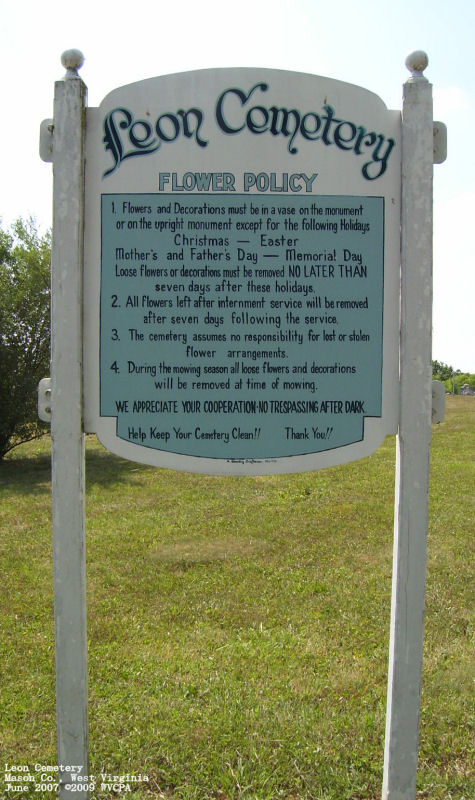 Leon Cemetery
FLOWER POLICY
1. Flowers and Decorations must be in a vase on the monument
or on the upright monument except for the following Holidays
Christmas — Easter
Mother's and Father's Day — Memorial Day
Loose flowers or decorations must be removed NO LATER THAN
seven days after these holidays.
2. All flowers left after internment service will be removed
after seven days following the service.
3. The cemetery assumes no responsibility for lost or stolen
flower arrangements.
4. During the mowing season all loose flowers and decorations
will be removed at time of mowing.
WE APPRECIATE YOUR COOPERATION-NO TRESPASSING AFTER DARK
Help Keep Your Cemetery Clean!! Thank You!!
Leon Cemetery
Mason Co., West Virginia
June 2007 ©2009 WVCPA